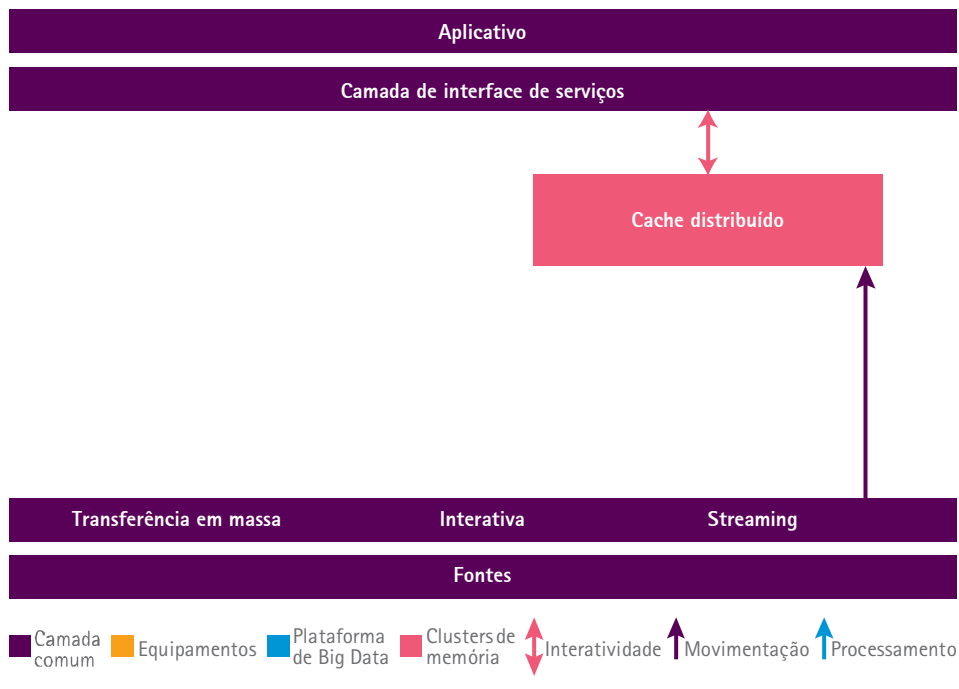 Aplicativo
Camada de interface de serviços
Cache distribuído
Transferência em massa Interativa Streaming
Fontes
Camada
comum
Equipamentos
Plataforma
de Big Data
Clusters de
memória
Interatividade
Movimentação
Processamento